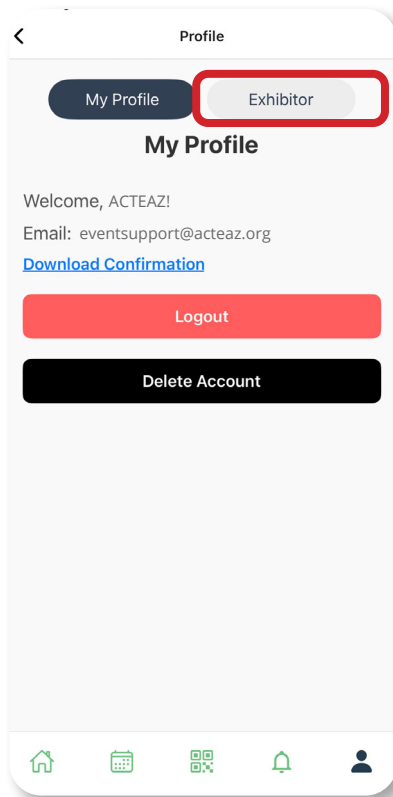 Profile
My Profile Exhibitor
My Profile
Welcome, ACTEAZ!
Email: eventsupport@acteaz.org
Download Confirmation
Logout
Delete Account